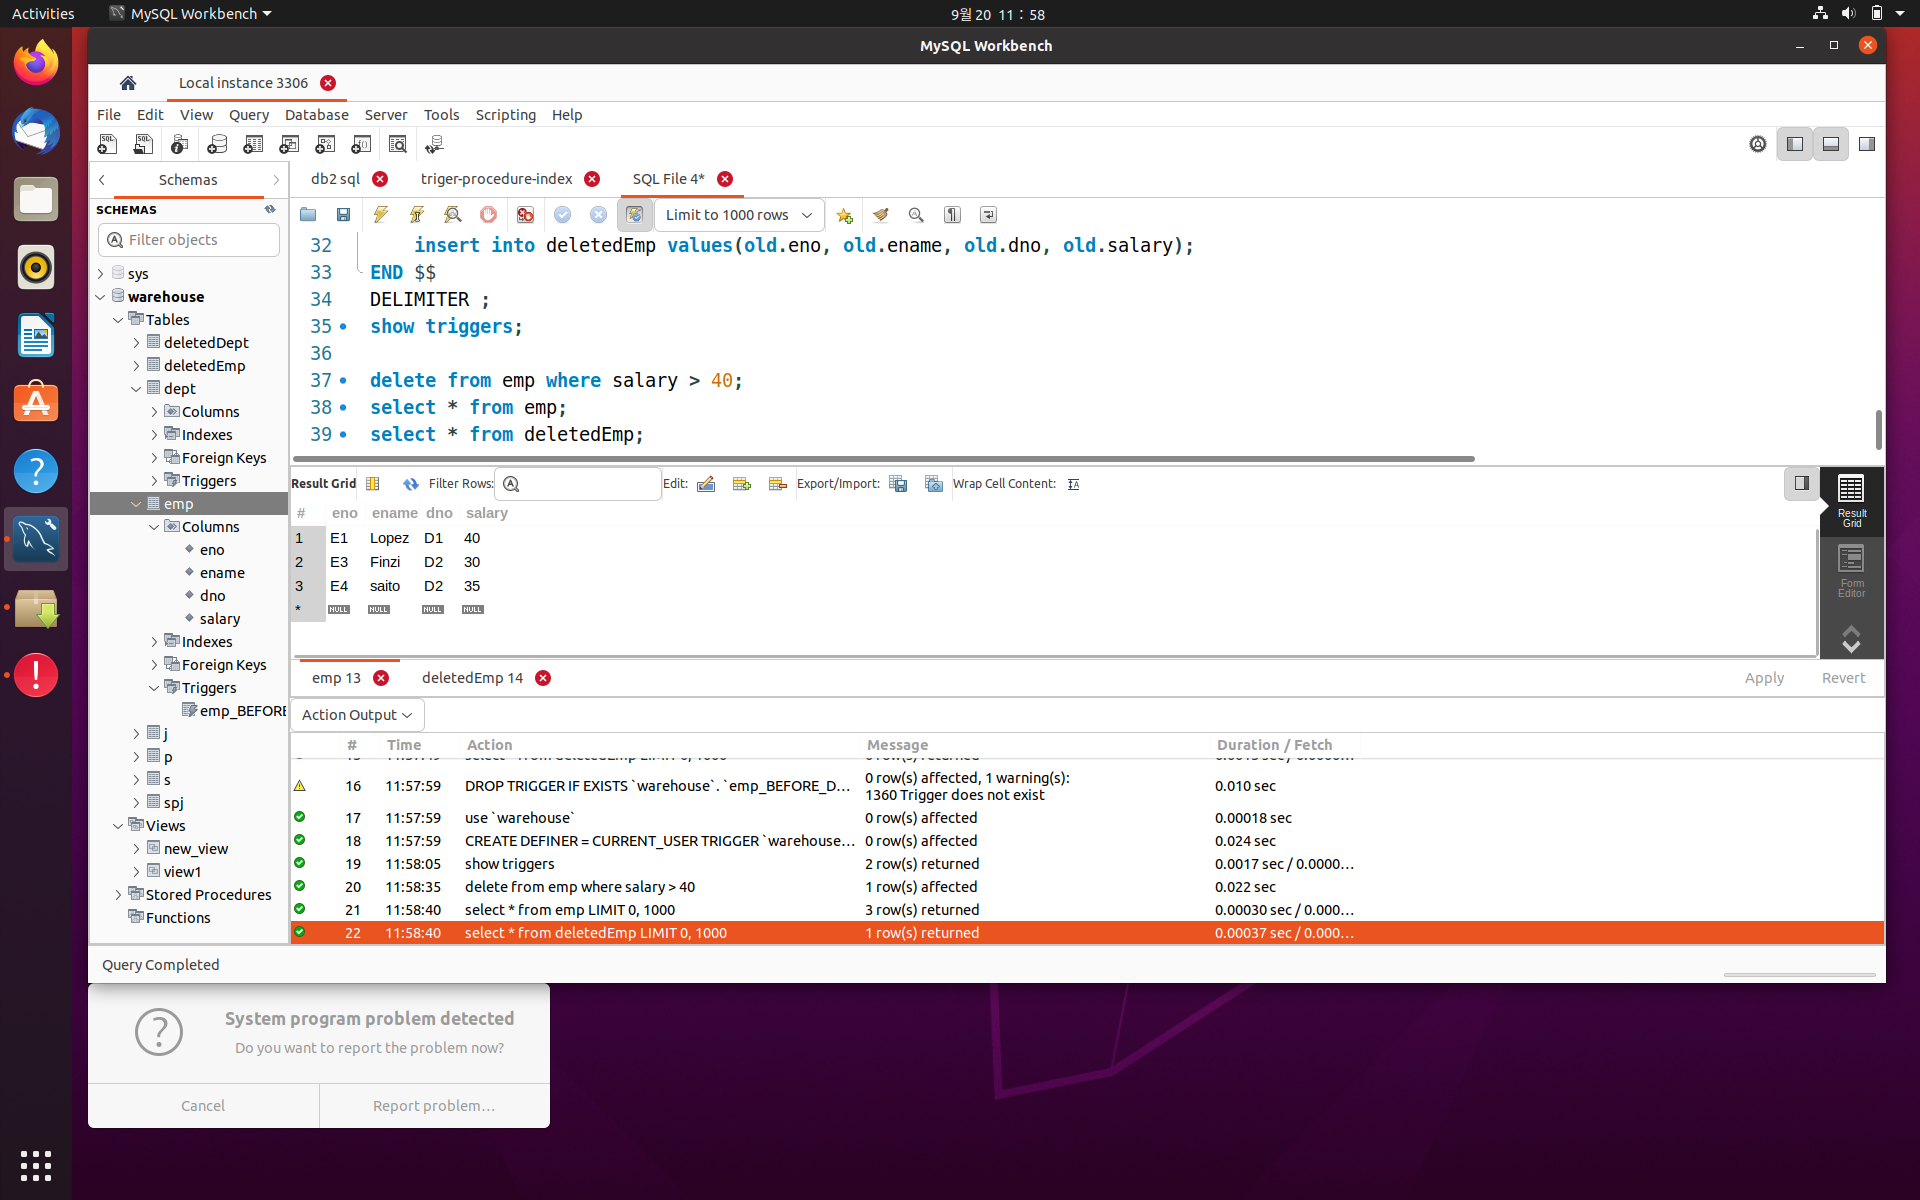 Activities
MySQL Workbench
9월 20 11 : 58
MySQL Workbench
Local instance 3306
File Edit View Query Database Server Tools Scripting Help
Schemas
db2 sql
triger-procedure-index
SQL File 4*
SCHEMAS
Filter objects
Limit to 1000 rows
sys
warehouse
Tables
deletedDept
deletedEmp
dept
Columns
Indexes
Foreign Keys
Triggers
emp
Columns
eno
ename
dno
salary
Indexes
Foreign Keys
Triggers
emp_BEFORE
j
p
s
spj
Views
new_view
view1
Stored Procedures
Functions
32 insert into deletedEmp values(old.eno, old.ename, old.dno, old.salary);
33 END $$
34 DELIMITER ;
35 show triggers;
36
37 delete from emp where salary > 40;
38 select * from emp;
39 select * from deletedEmp;
Result Grid Filter Rows: Edit: Export/Import: Wrap Cell Content:
# eno ename dno salary
1 E1 Lopez D1 40
2 E3 Finzi D2 30
3 E4 saito D2 35
* NULL NULL NULL NULL
Result Grid
Form Editor
emp 13
deletedEmp 14
Apply
Revert
Action Output
# Time Action Message Duration / Fetch
16 11:57:59 DROP TRIGGER IF EXISTS `warehouse`.`emp_BEFORE_D... 0 row(s) affected, 1 warning(s): 1360 Trigger does not exist 0.010 sec
17 11:57:59 use `warehouse` 0 row(s) affected 0.00018 sec
18 11:57:59 CREATE DEFINER = CURRENT_USER TRIGGER `warehouse... 0 row(s) affected 0.024 sec
19 11:58:05 show triggers 2 row(s) returned 0.0017 sec / 0.0000...
20 11:58:35 delete from emp where salary > 40 1 row(s) affected 0.022 sec
21 11:58:40 select * from emp LIMIT 0, 1000 3 row(s) returned 0.00030 sec / 0.000...
22 11:58:40 select * from deletedEmp LIMIT 0, 1000 1 row(s) returned 0.00037 sec / 0.000...
Query Completed
System program problem detected
Do you want to report the problem now?
Cancel
Report problem…